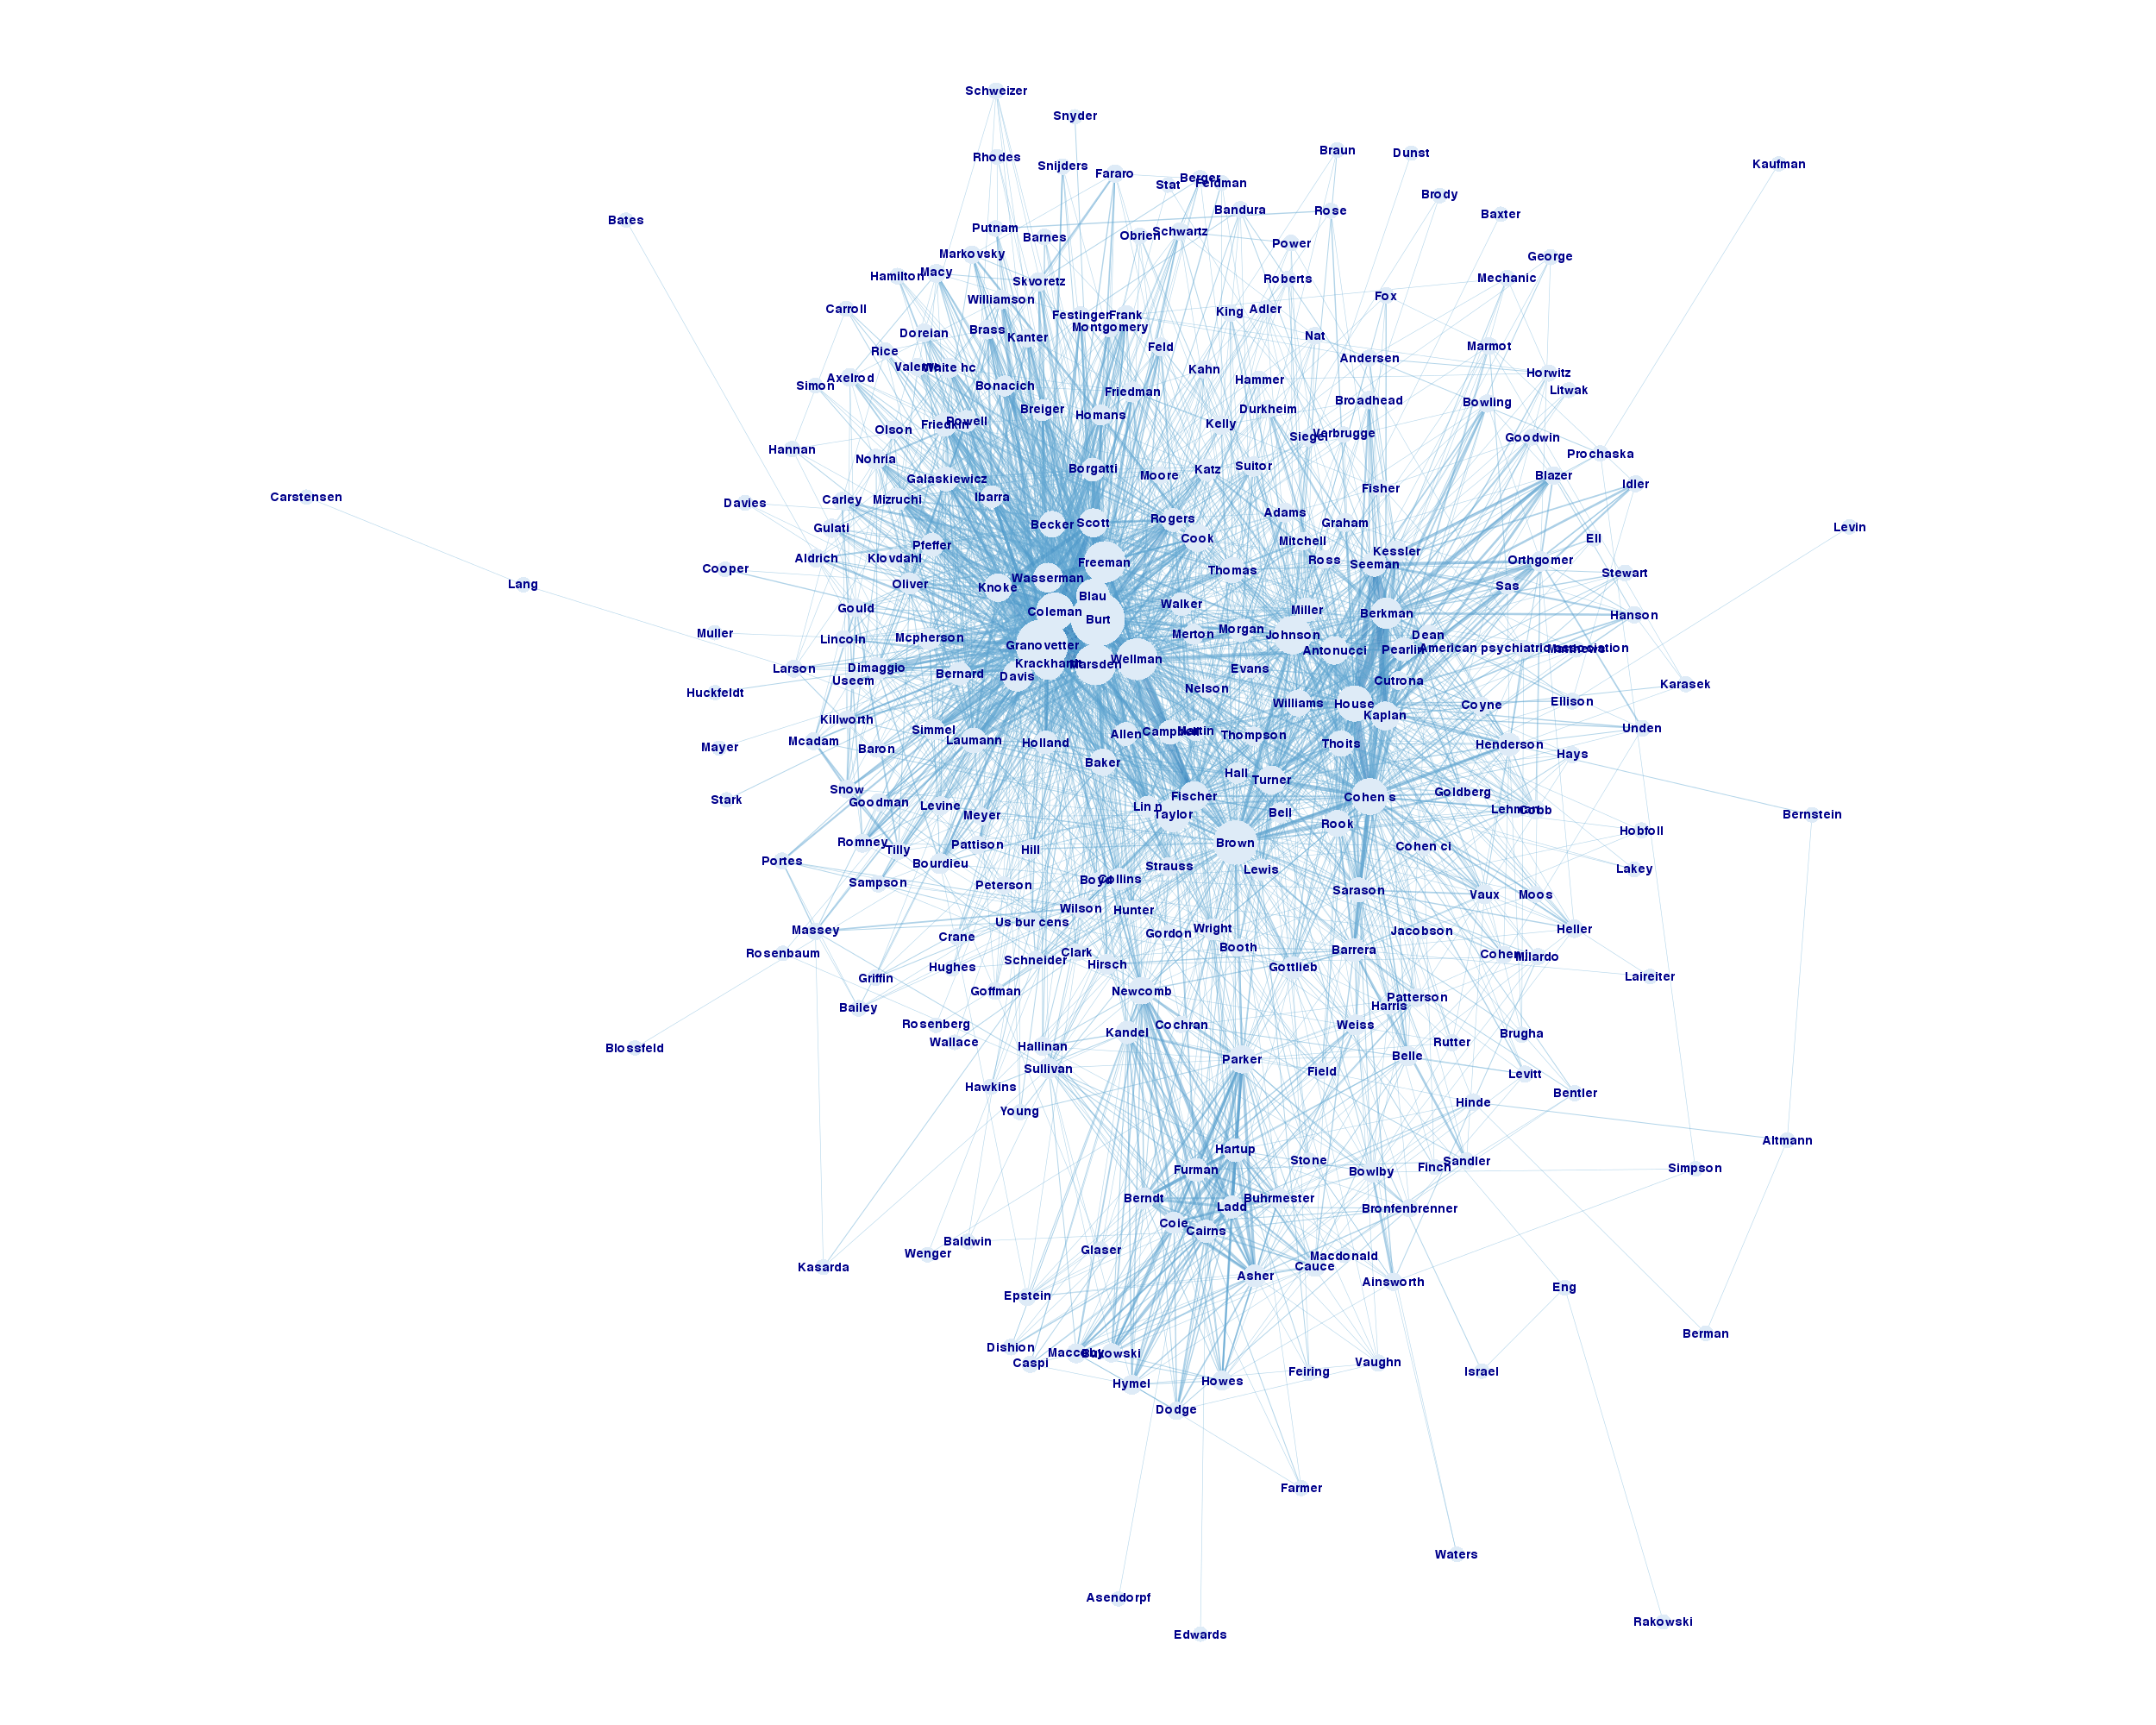 Schweizer
Snyder
Braun
Dunst
Rhodes
Snijders
Kaufman
Fararo
Stat
Berger
Feldman
Brody
Bandura
Rose
Baxter
Bates
Putnam
Barnes
Obrien
Schwartz
Power
Markovsky
George
Hamilton
Macy
Skvoretz
Roberts
Mechanic
Williamson
Fox
Carroll
Festinger
Frank
King
Adler
Doreian
Brass
Kanter
Montgomery
Nat
Rice
Feld
Andersen
Marmot
White hc
Kahn
Horwitz
Simon
Axelrod
Bonacich
Friedman
Hammer
Litwak
Breiger
Homans
Durkheim
Broadhead
Bowling
Olson
Friedkin
Powell
Kelly
Siegel
Verbrugge
Goodwin
Hannan
Nohria
Borgatti
Moore
Katz
Suitor
Prochaska
Galaskiewicz
Blazer
Idler
Carstensen
Davies
Carley
Mizruchi
Ibarra
Fisher
Gulati
Becker
Scott
Rogers
Adams
Graham
Levin
Cook
Mitchell
Ell
Aldrich
Klovdahl
Pfeffer
Freeman
Ross
Kessler
Seeman
Orthgomer
Cooper
Thomas
Stewart
Lang
Oliver
Knoke
Wasserman
Sas
Gould
Coleman
Blau
Walker
Miller
Berkman
Hanson
Muller
Lincoln
Mcpherson
Burt
Merton
Morgan
Johnson
Dean
Granovetter
Antonucci
Pearlin
American psychiatric association
Matthews
Larson
Dimaggio
Useem
Bernard
Davis
Krackhardt
Marsden
Wellman
Evans
Cutrona
Karasek
Huckfeldt
Nelson
Williams
House
Kaplan
Coyne
Ellison
Killworth
Simmel
Unden
Mayer
Mcadam
Baron
Laumann
Holland
Allen
Campbell
Martin
Thompson
Thoits
Henderson
Hays
Baker
Hall
Turner
Stark
Snow
Goodman
Levine
Meyer
Lin n
Fischer
Taylor
Bell
Cohen s
Goldberg
Lehman
Cobb
Bernstein
Rook
Hobfoll
Romney
Tilly
Pattison
Hill
Brown
Cohen cl
Portes
Bourdieu
Strauss
Lewis
Lakey
Sampson
Peterson
Boyd
Collins
Sarason
Vaux
Moos
Wilson
Hunter
Us bur cens
Massey
Crane
Gordon
Wright
Jacobson
Heller
Rosenbaum
Schneider
Clark
Hirsch
Booth
Barrera
Cohen
Milardo
Hughes
Gottlieb
Griffin
Laireiter
Goffman
Newcomb
Patterson
Harris
Bailey
Rosenberg
Wallace
Cochran
Kandel
Weiss
Brugha
Blossfeld
Hallinan
Sullivan
Parker
Field
Belle
Rutter
Levitt
Hawkins
Bentler
Young
Hinde
Altmann
Hartup
Furman
Stone
Bowlby
Finch
Sandler
Simpson
Berndt
Ladd
Buhrmester
Bronfenbrenner
Coie
Cairns
Baldwin
Wenger
Glaser
Macdonald
Cauce
Kasarda
Asher
Ainsworth
Eng
Epstein
Berman
Dishion
Caspi
Maccoby
Bukowski
Vaughn
Feiring
Israel
Hymel
Howes
Dodge
Farmer
Waters
Asendorpf
Rakowski
Edwards